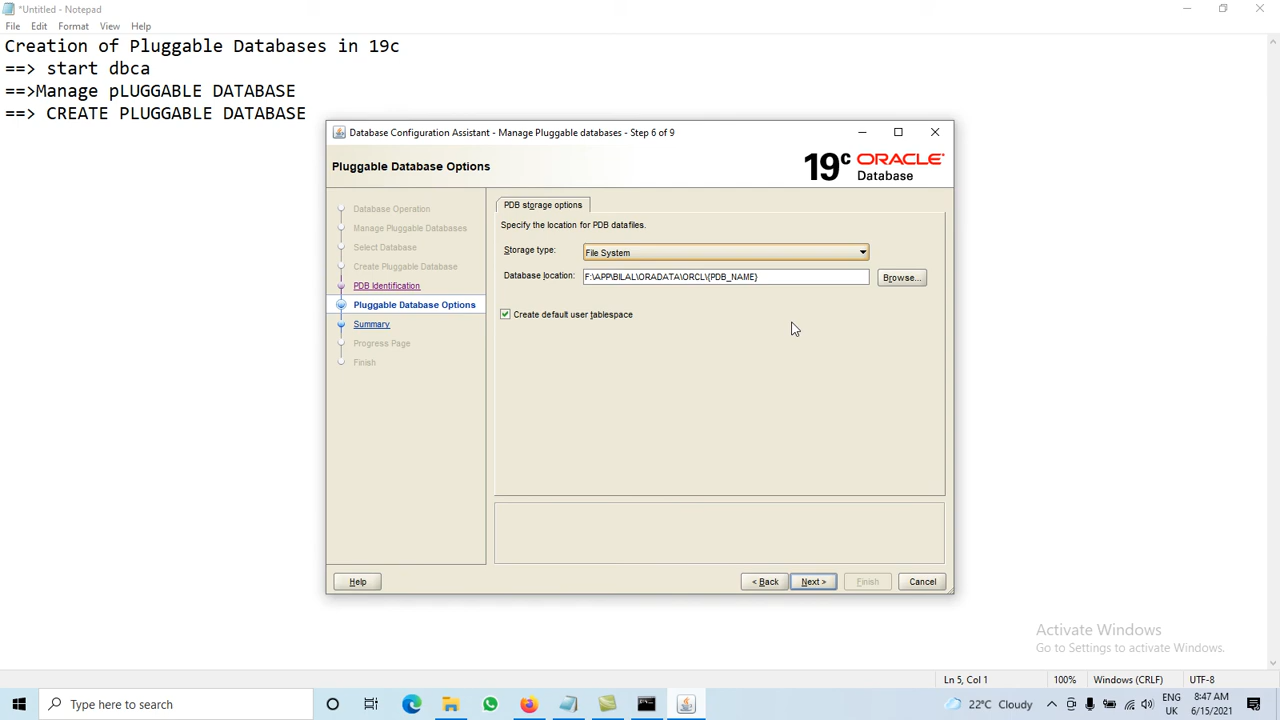 *Untitled - Notepad
File Edit Format View Help
Creation of Pluggable Databases in 19c
==> start dbca
==>Manage pLUGGABLE DATABASE
==> CREATE PLUGGABLE DATABASE
Database Configuration Assistant - Manage Pluggable databases - Step 6 of 9
Pluggable Database Options
19c ORACLE
Database
Database Operation
Manage Pluggable Databases
Select Database
Create Pluggable Database
PDB Identification
Pluggable Database Options
Summary
Progress Page
Finish
PDB storage options
Specify the location for PDB datafiles.
Storage type: File System
Database location: F:\APP\BILAL\ORADATA\ORCL\{PDB_NAME} Browse...
Create default user tablespace
Help < Back Next > Finish Cancel
Activate Windows
Go to Settings to activate Windows.
Ln 5, Col 1 100% Windows (CRLF) UTF-8
Type here to search
22°C Cloudy
ENG
UK
8:47 AM
6/15/2021